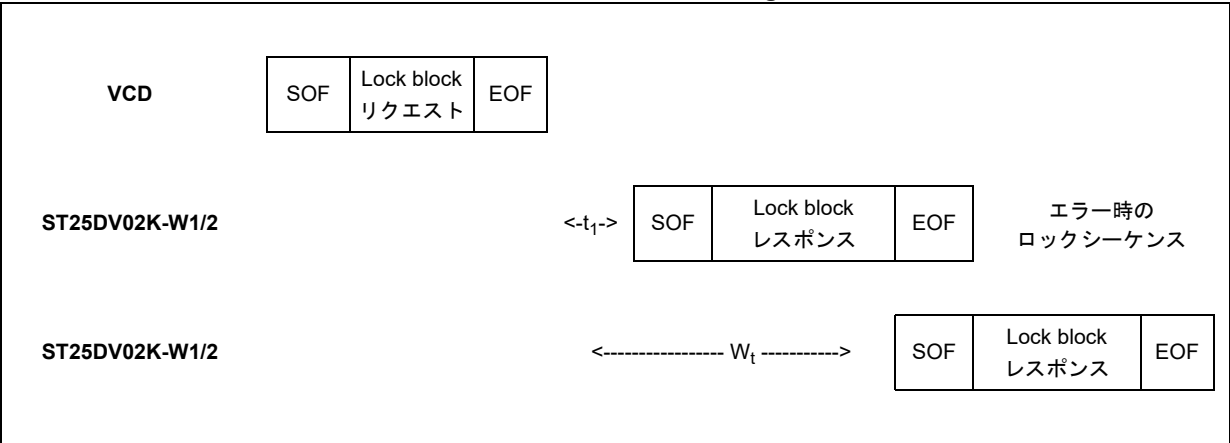 VCD
SOF
Lock block
リクエスト
EOF
ST25DV02K-W1/2
<-t₁->
SOF
Lock block
レスポンス
EOF
エラー時の
ロックシーケンス
ST25DV02K-W1/2
<----------------- Wₜ ----------->
SOF
Lock block
レスポンス
EOF